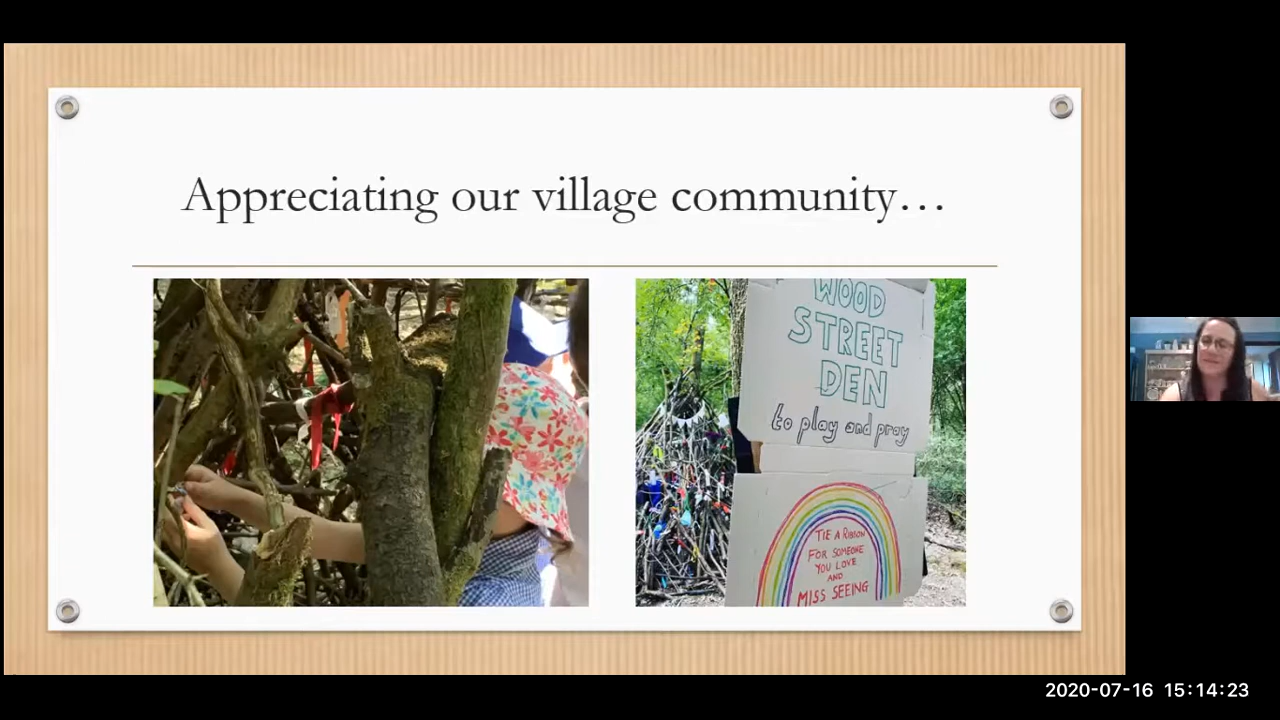 Appreciating our village community…
WOOD
STREET
DEN
to play and pray
TIE A RIBBON
FOR SOMEONE
YOU LOVE
AND
MISS SEEING
2020-07-16 15:14:23